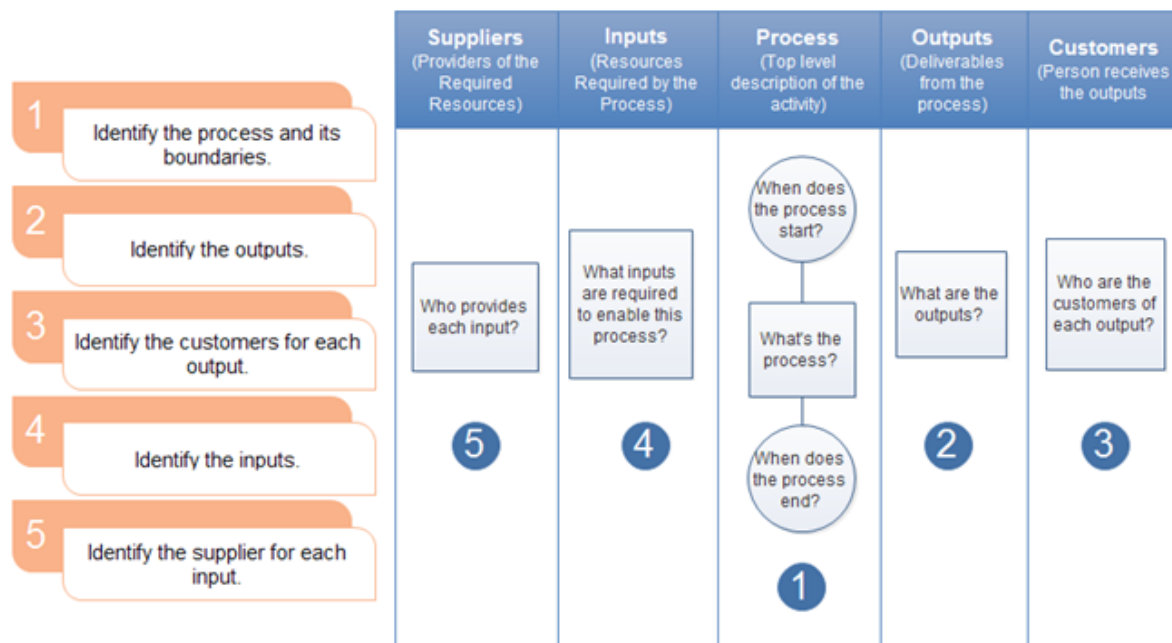 1
Identify the process and its
boundaries.
2
Identify the outputs.
3
Identify the customers for each
output.
4
Identify the inputs.
5
Identify the supplier for each
input.
Suppliers
(Providers of the
Required
Resources)
Who provides
each input?
5
Inputs
(Resources
Required by the
Process)
What inputs
are required
to enable this
process?
4
Process
(Top level
description of the
activity)
When does
the process
start?
What's the
process?
When does
the process
end?
1
Outputs
(Deliverables
from the
process)
What are the
outputs?
2
Customers
(Person receives
the outputs
Who are the
customers of
each output?
3